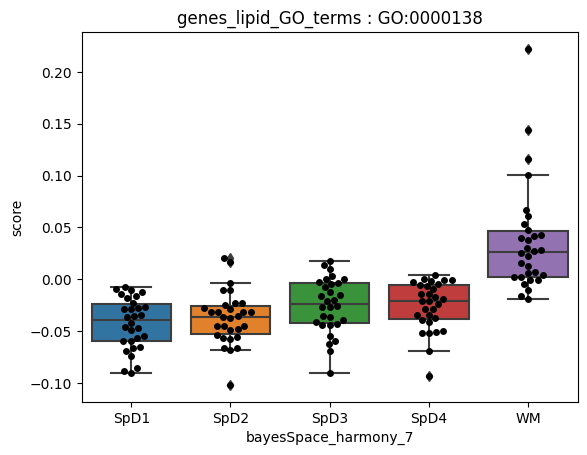 genes_lipid_GO_terms : GO:0000138
score
0.20
0.15
0.10
0.05
0.00
−0.05
−0.10
SpD1 SpD2 SpD3 SpD4 WM
bayesSpace_harmony_7